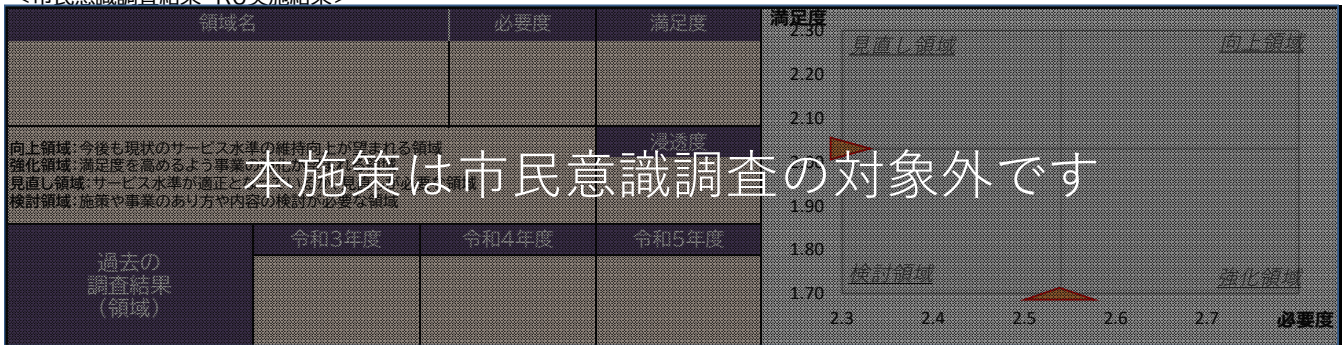 領域名 必要度 満足度
浸透度
向上領域:今後も現状のサービス水準の維持向上が望まれる領域
強化領域:満足度を高めるよう事業の
見直し領域:サービス水準が適正と
検討領域:施策や事業のあり方や内容の検討が必要な領域
本施策は市民意識調査の対象外です
過去の
調査結果
(領域)
令和3年度 令和4年度 令和5年度
満足度
2.30
2.20
2.10
1.90
1.80
1.70
見直し領域 向上領域
検討領域 強化領域
2.3 2.4 2.5 2.6 2.7
必要度